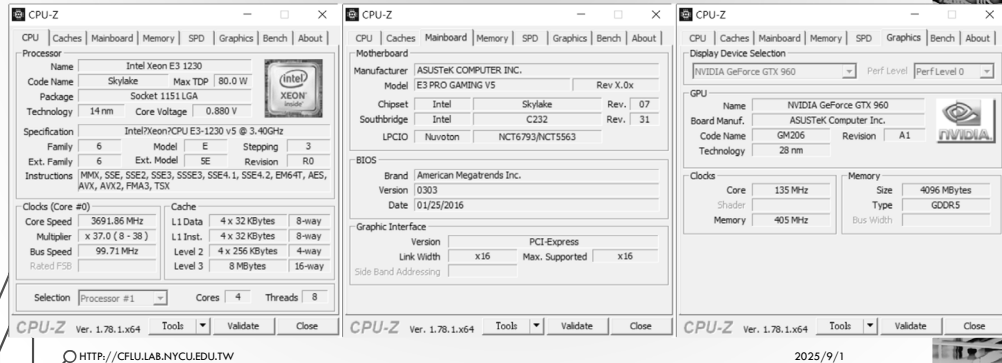 CPU-Z
CPU Caches Mainboard Memory SPD Graphics Bench About
Processor
Name Intel Xeon E3 1230
Code Name Skylake Max TDP 80.0 W
Package Socket 1151 LGA
Technology 14 nm Core Voltage 0.880 V
(intel) XEON inside
Specification Intel?Xeon?CPU E3-1230 v5 @ 3.40GHz
Family 6 Model E Stepping 3
Ext. Family 6 Ext. Model 5E Revision R0
Instructions MMX, SSE, SSE2, SSE3, SSSE3, SSE4.1, SSE4.2, EM64T, AES,
AVX, AVX2, FMA3, TSX
Clocks (Core #0)
Core Speed 3691.86 MHz
Multiplier x 37.0 ( 8 - 38 )
Bus Speed 99.71 MHz
Rated FSB
Cache
L1 Data 4 x 32 KBytes 8-way
L1 Inst. 4 x 32 KBytes 8-way
Level 2 4 x 256 KBytes 4-way
Level 3 8 MBytes 16-way
Selection Processor #1 Cores 4 Threads 8
CPU-Z Ver. 1.78.1.x64 Tools Validate Close
CPU-Z
CPU Caches Mainboard Memory SPD Graphics Bench About
Motherboard
Manufacturer ASUSTeK COMPUTER INC.
Model E3 PRO GAMING V5 Rev X.0x
Chipset Intel Skylake Rev. 07
Southbridge Intel C232 Rev. 31
LPCIO Nuvoton NCT6793/NCT5563
BIOS
Brand American Megatrends Inc.
Version 0303
Date 01/25/2016
Graphic Interface
Version PCI-Express
Link Width x16 Max. Supported x16
Side Band Addressing
CPU-Z Ver. 1.78.1.x64 Tools Validate Close
CPU-Z
CPU Caches Mainboard Memory SPD Graphics Bench About
Display Device Selection
NVIDIA GeForce GTX 960 Perf Level Perf Level 0
GPU
Name NVIDIA GeForce GTX 960
Board Manuf. ASUSTeK Computer Inc.
Code Name GM206 Revision A1
Technology 28 nm
NVIDIA.
Clocks
Core 135 MHz
Shader
Memory 405 MHz
Memory
Size 4096 MBytes
Type GDDR5
Bus Width
CPU-Z Ver. 1.78.1.x64 Tools Validate Close
HTTP://CFLU.LAB.NYCU.EDU.TW
2025/9/1